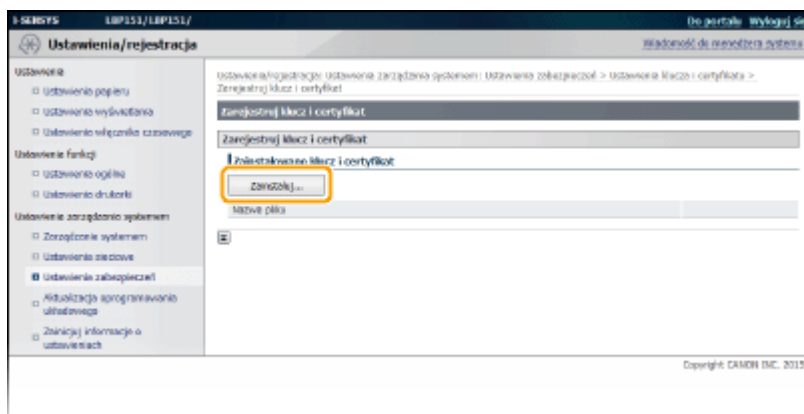 i-SENSYS LBP151/LBP151/
Do portalu Wyloguj się
Ustawienia/rejestracja
Wiadomość do menedżera systemu
Ustawienia
Ustawienia papieru
Ustawienia wyświetlania
Ustawienia włącznika czasowego
Ustawienia funkcji
Ustawienia ogólne
Ustawienia drukarki
Ustawienia zarządzania systemem
Zarządzanie systemem
Ustawienia sieciowe
Ustawienia zabezpieczeń
Aktualizacja oprogramowania
układowego
Zainicjuj informacje o
ustawieniach
Ustawienia/rejestracja: Ustawienia zarządzania systemem: Ustawienia zabezpieczeń > Ustawienia klucza i certyfikatu >
Zarejestruj klucz i certyfikat
Zarejestruj klucz i certyfikat
Zarejestruj klucz i certyfikat
Zainstalowano klucz i certyfikat
Zainstaluj...
Nazwa pliku
Copyright CANON INC. 2015